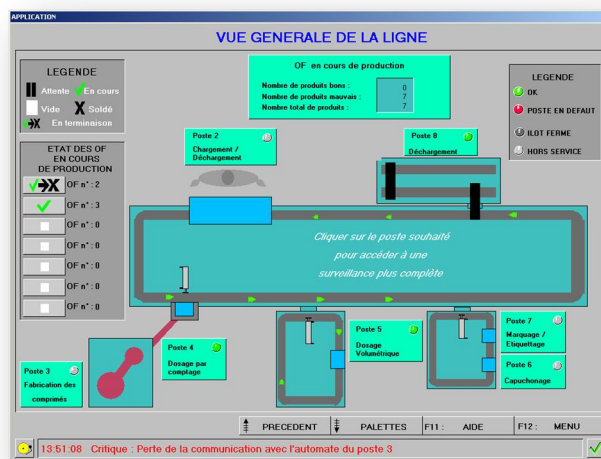 APPLICATION
VUE GENERALE DE LA LIGNE
LEGENDE
Attente En cours
Vide Soldé
En terminaison
OF en cours de production
Nombre de produits bons : 0
Nombre de produits mauvais : 7
Nombre total de produits : 7
LEGENDE
OK
POSTE EN DEFAUT
ILOT FERME
HORS SERVICE
Poste 2
Chargement /
Déchargement
Poste 8
Déchargement
ETAT DES OF
EN COURS
DE PRODUCTION
OF n° : 2
OF n° : 3
OF n° : 0
OF n° : 0
OF n° : 0
OF n° : 0
OF n° : 0
Cliquer sur le poste souhaité
pour accéder à une
surveillance plus complète
Poste 3
Fabrication des
comprimés
Poste 4
Dosage par
comptage
Poste 5
Dosage
Volumétrique
Poste 7
Marquage /
Etiquettage
Poste 6
Capuchonage
PRECEDENT PALETTES F11 : AIDE F12 : MENU
13:51:08 Critique : Perte de la communication avec l'automate du poste 3